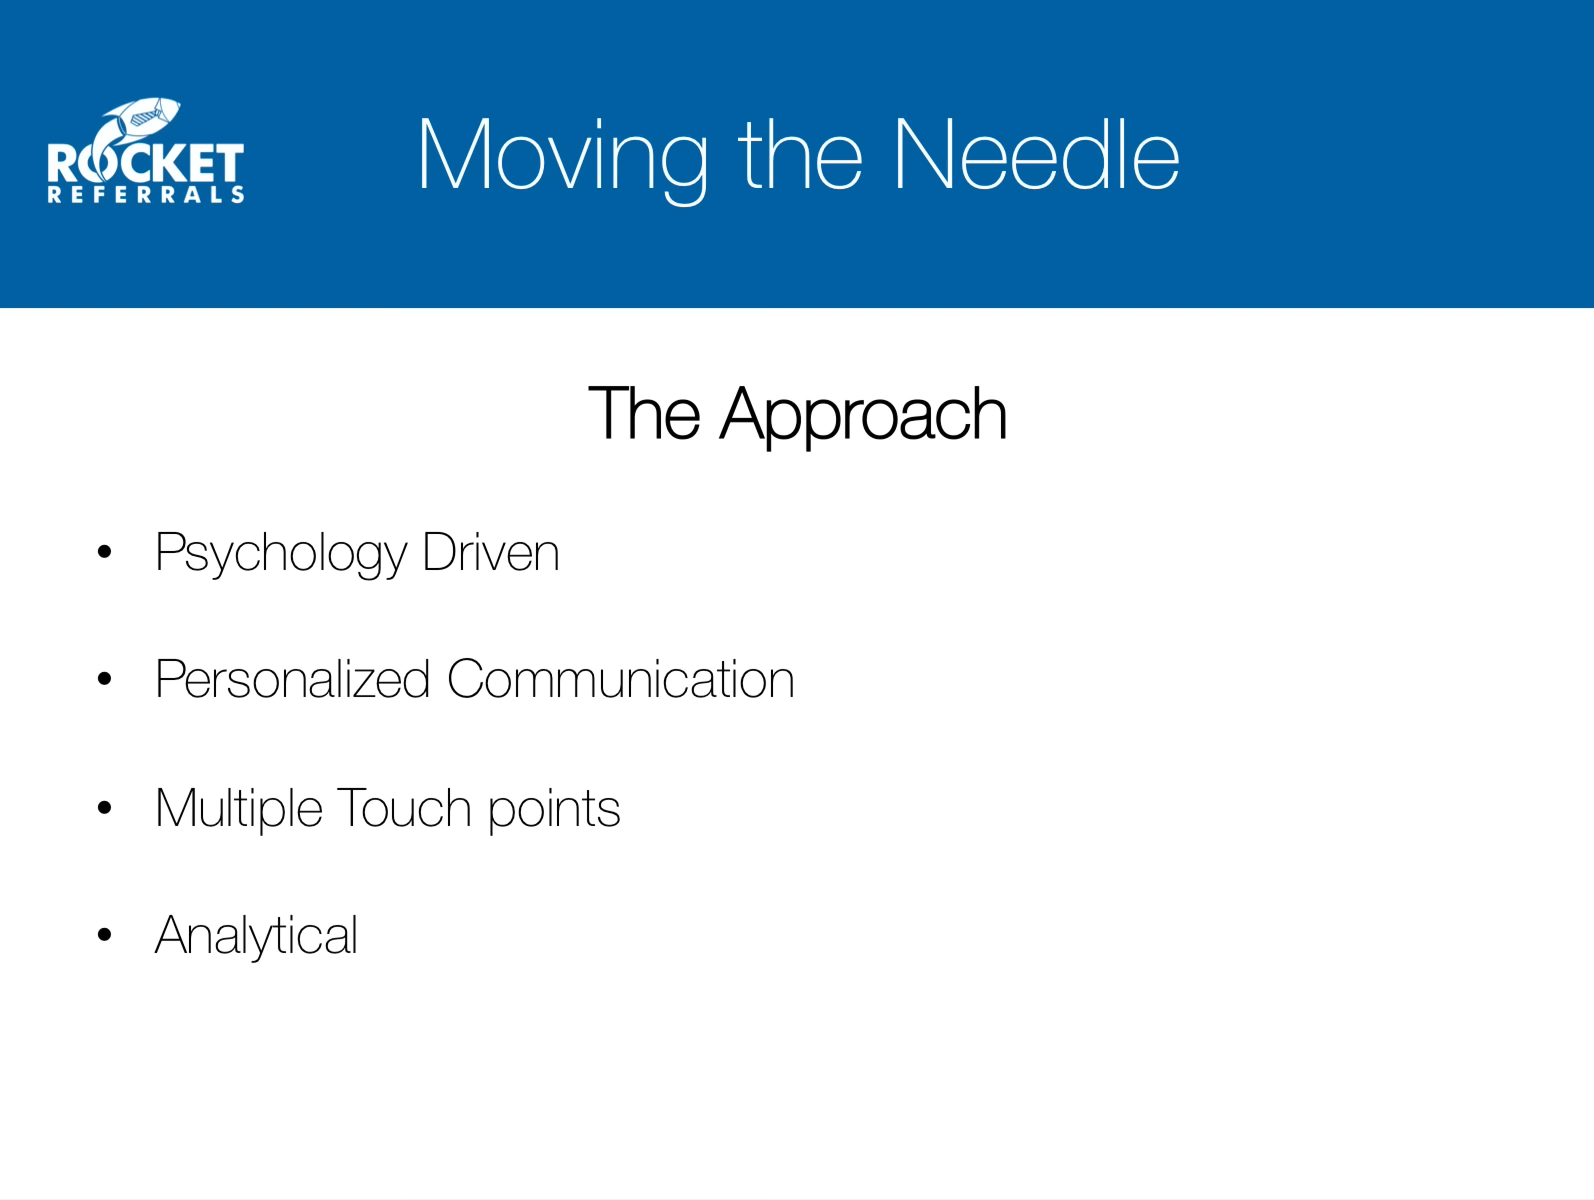 ROCKET
REFERRALS
Moving the Needle
The Approach
• Psychology Driven
• Personalized Communication
• Multiple Touch points
• Analytical